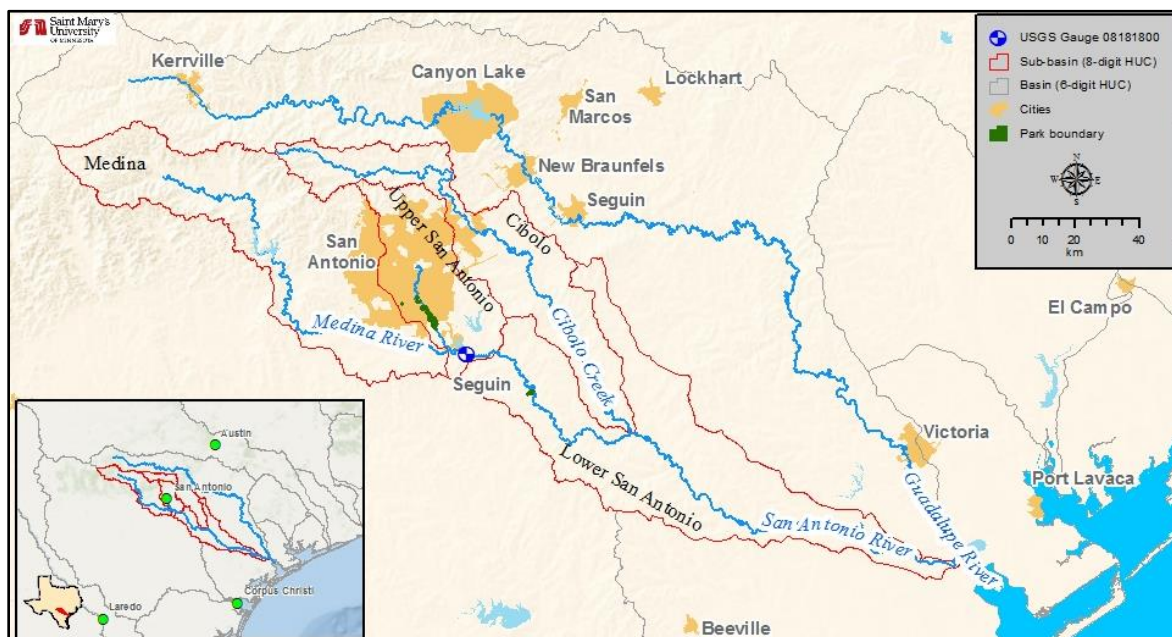 Saint Mary's
University
OF MINNESOTA
Kerrville
Canyon Lake
Lockhart
San
Marcos
New Braunfels
Seguin
Medina
Upper San Antonio
Cibolo
San
Antonio
Medina River
Cibolo Creek
Seguin
Lower San Antonio
San Antonio River
Guadalupe River
Victoria
El Campo
Port Lavaca
Beeville
USGS Gauge 08181800
Sub-basin (8-digit HUC)
Basin (6-digit HUC)
Cities
Park boundary
N
W E
S
0 10 20 40
km
Austin
San Antonio
Corpus Christi
Laredo